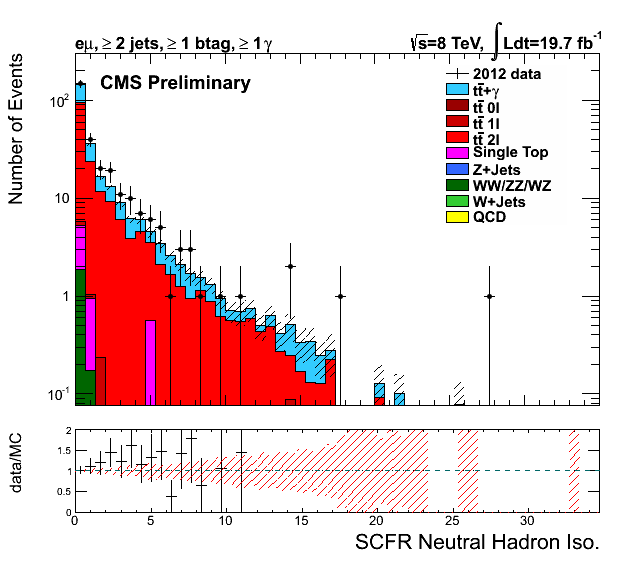 eμ, ≥ 2 jets, ≥ 1 btag, ≥ 1 γ
√s=8 TeV, ∫Ldt=19.7 fb⁻¹
CMS Preliminary
Number of Events
2012 data
tt̄+γ
tt̄ 0l
tt̄ 1l
tt̄ 2l
Single Top
Z+Jets
WW/ZZ/WZ
W+Jets
QCD
10²
10
1
10⁻¹
data/MC
2
1.5
1
0.5
0
0 5 10 15 20 25 30
SCFR Neutral Hadron Iso.